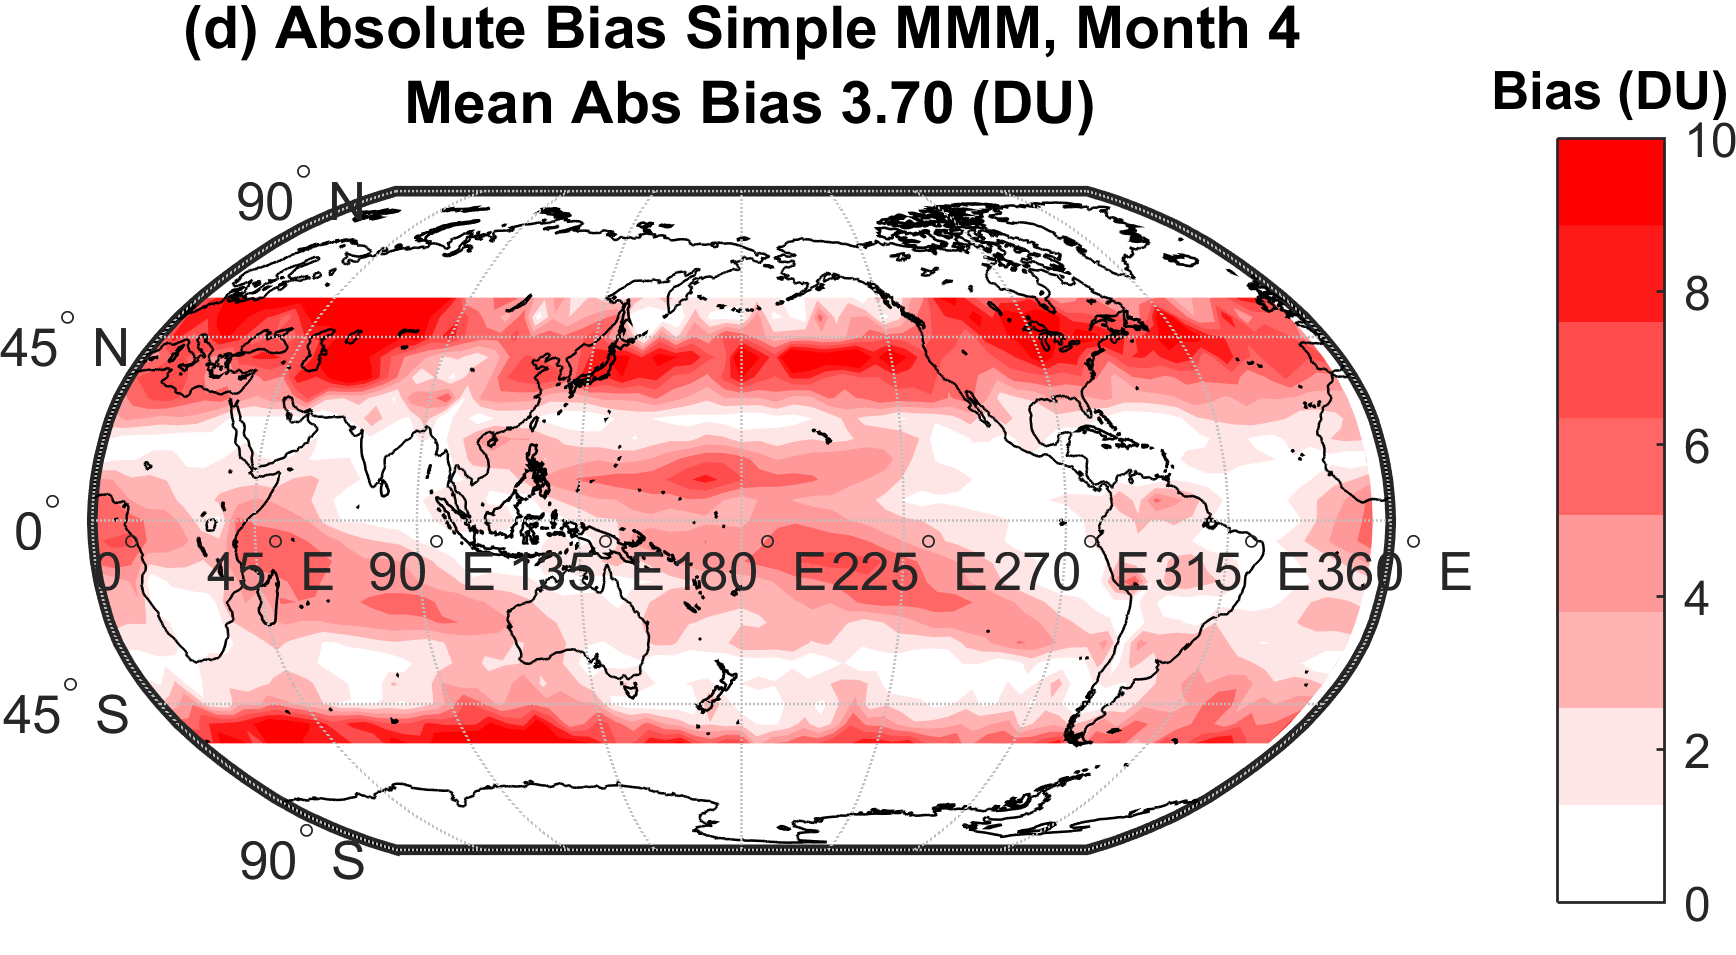 (d) Absolute Bias Simple MMM, Month 4
Mean Abs Bias 3.70 (DU)
Bias (DU)
10
8
6
4
2
0
90° N
45° N
0°
0° 45° E 90° E 135° E 180° E 225° E 270° E 315° E 360° E
45° S
90° S